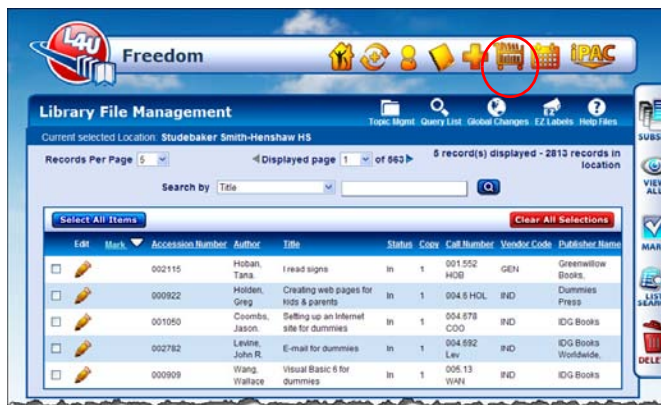 L4U
Freedom
iPAC
Library File Management
Topic Mgmt Query List Global Changes EZ Labels Help Files
Current selected Location: Studebaker Smith-Henshaw HS
Records Per Page 5 Displayed page 1 of 563 5 record(s) displayed - 2813 records in location
Search by Title
Select All Items Clear All Selections
Edit Mark Accession Number Author Title Status Copy Call Number Vendor Code Publisher Name
002115 Hoban, Tana. I read signs In 1 001.552 HOB GEN Greenwillow Books,
000922 Holden, Greg Creating web pages for kids & parents In 1 004.6 HOL IND Dummies Press
001050 Coombs, Jason. Setting up an Internet site for dummies In 1 004.678 COO IND IDG Books
002782 Levine, John R. E-mail for dummies In 1 004.692 Lev IND IDG Books Worldwide,
000909 Wang, Wallace Visual Basic 6 for dummies In 1 005.13 WAN IND IDG Books
SUBS
VIEW
ALL
MAR
LIST
SEAR
DELE